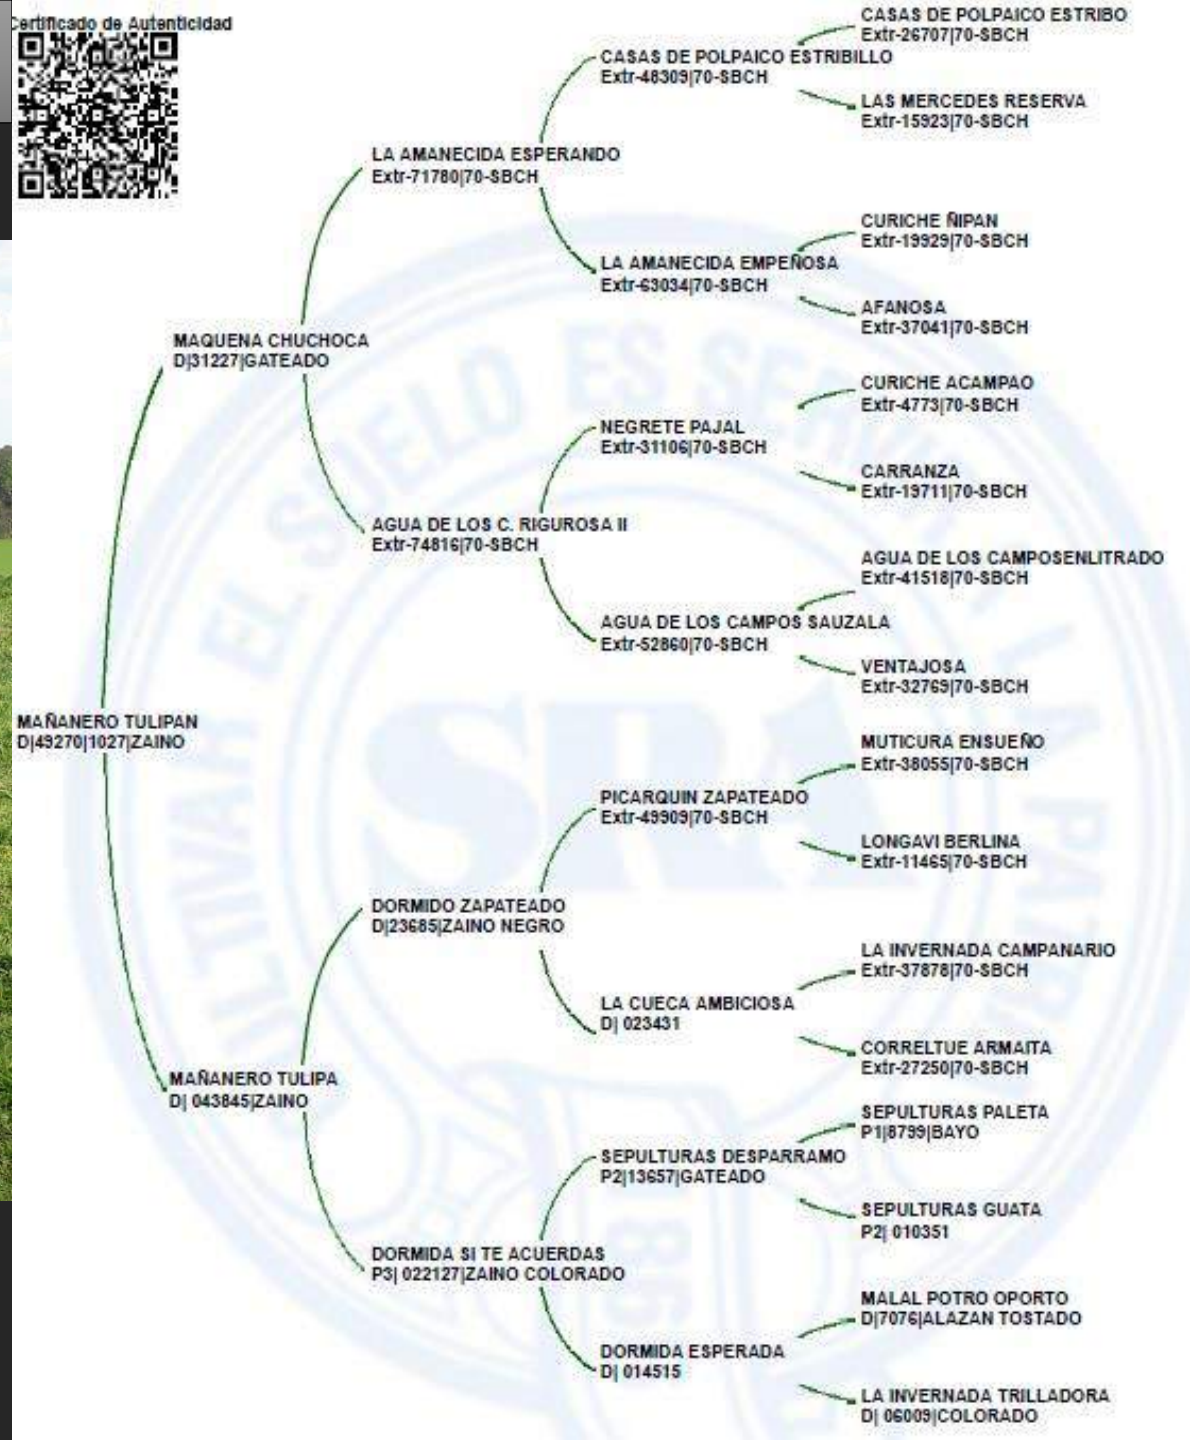 Certificado de Autenticidad
CASAS DE POLPAICO ESTRIBO
Extr-26707|70-SBCH
CASAS DE POLPAICO ESTRIBILLO
Extr-48309|70-SBCH
LAS MERCEDES RESERVA
Extr-15923|70-SBCH
LA AMANECIDA ESPERANDO
Extr-71780|70-SBCH
CURICHE ÑIPAN
Extr-19929|70-SBCH
LA AMANECIDA EMPEÑOSA
Extr-63034|70-SBCH
AFANOSA
Extr-37041|70-SBCH
MAQUENA CHUCHOCA
D|31227|GATEADO
CURICHE ACAMPAO
Extr-4773|70-SBCH
NEGRETE PAJAL
Extr-31106|70-SBCH
CARRANZA
Extr-19711|70-SBCH
AGUA DE LOS C. RIGUROSA II
Extr-74816|70-SBCH
AGUA DE LOS CAMPOSENLITRADO
Extr-41518|70-SBCH
AGUA DE LOS CAMPOS SAUZALA
Extr-52860|70-SBCH
VENTAJOSA
Extr-32769|70-SBCH
MAÑANERO TULIPAN
D|49270|1027|ZAINO
MUTICURA ENSUEÑO
Extr-38055|70-SBCH
PICARQUIN ZAPATEADO
Extr-49909|70-SBCH
LONGAVI BERLINA
Extr-11465|70-SBCH
DORMIDO ZAPATEADO
D|23685|ZAINO NEGRO
LA INVERNADA CAMPANARIO
Extr-37878|70-SBCH
LA CUECA AMBICIOSA
D| 023431
CORRELTUE ARMAITA
Extr-27250|70-SBCH
MAÑANERO TULIPA
D| 043845|ZAINO
SEPULTURAS PALETA
P1|8799|BAYO
SEPULTURAS DESPARRAMO
P2|13657|GATEADO
SEPULTURAS GUATA
P2| 010351
DORMIDA SI TE ACUERDAS
P3| 022127|ZAINO COLORADO
MALAL POTRO OPORTO
D|7076|ALAZAN TOSTADO
DORMIDA ESPERADA
D| 014515
LA INVERNADA TRILLADORA
D| 06009|COLORADO
CULTIVAR EL SUELO ES SERVIR A LA PATRIA
SRA